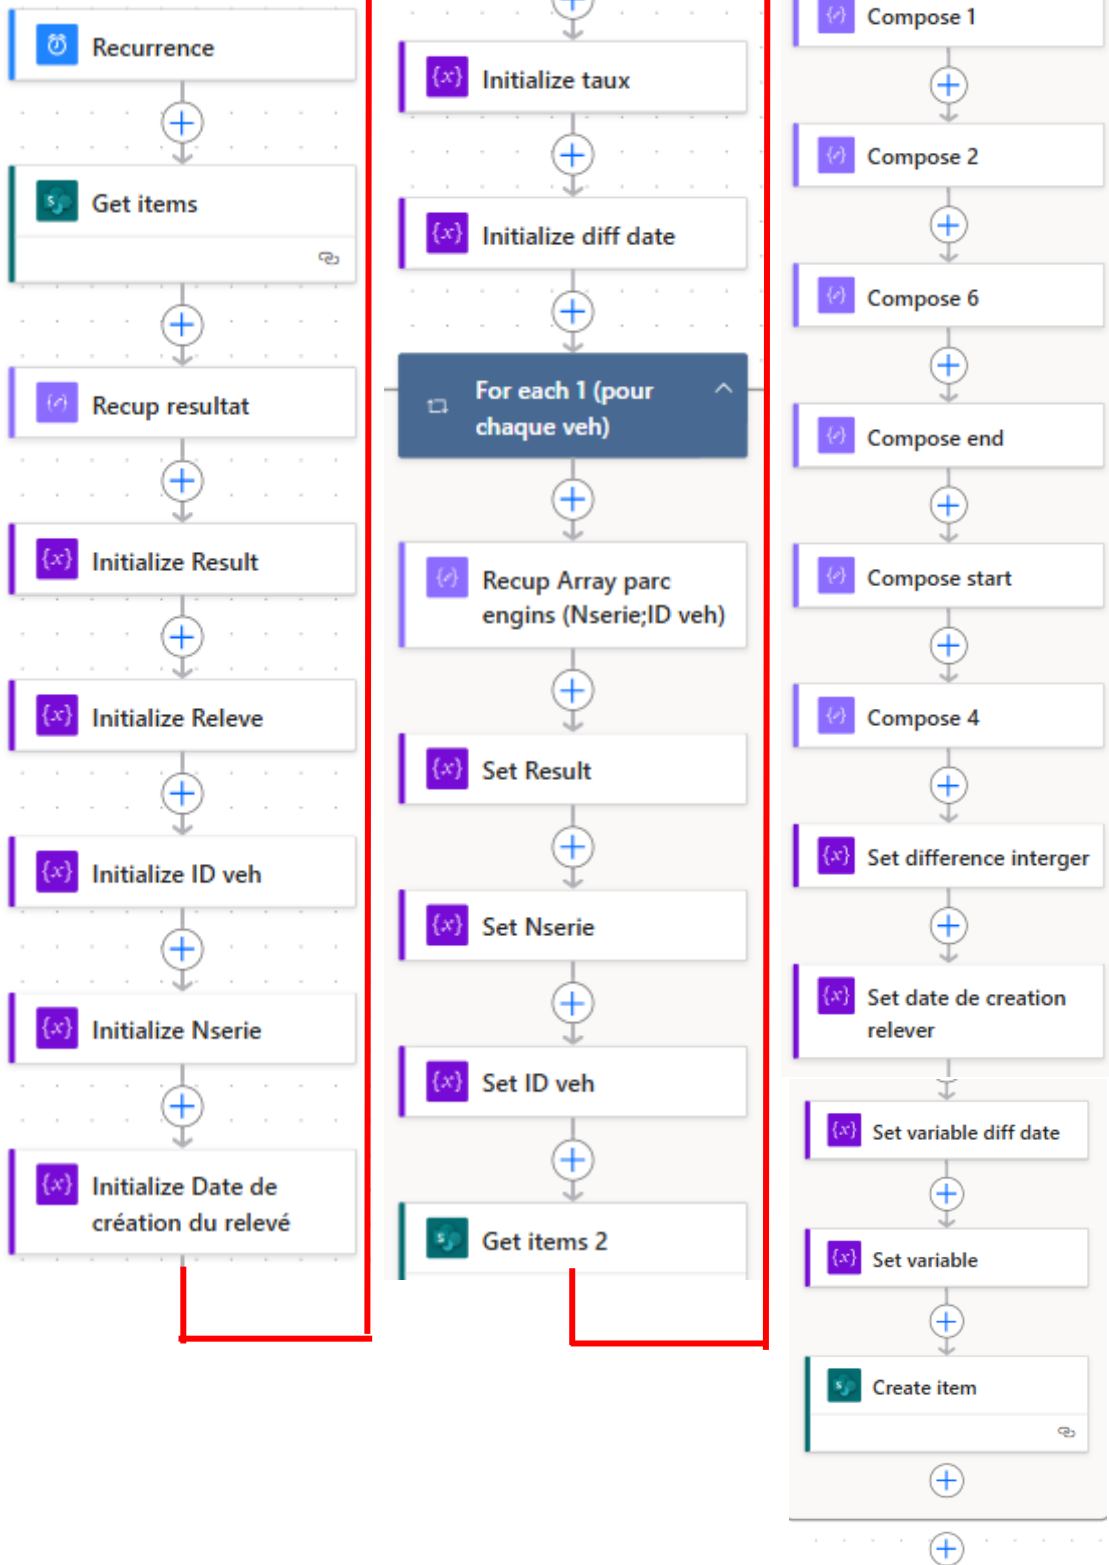 Recurrence
Get items
Recup resultat
Initialize Result
Initialize Releve
Initialize ID veh
Initialize Nserie
Initialize Date de
création du relevé
Initialize taux
Initialize diff date
For each 1 (pour
chaque veh)
Recup Array parc
engins (Nserie;ID veh)
Set Result
Set Nserie
Set ID veh
Get items 2
Compose 1
Compose 2
Compose 6
Compose end
Compose start
Compose 4
Set difference interger
Set date de creation
relever
Set variable diff date
Set variable
Create item